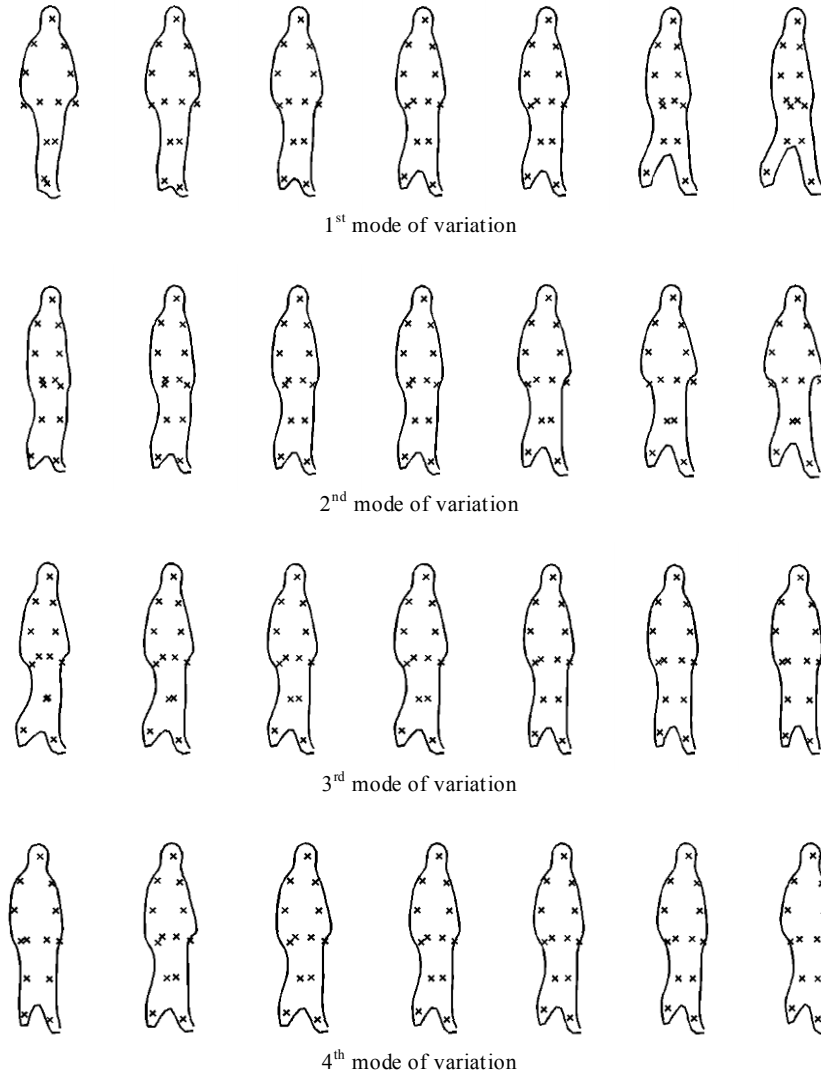 1st mode of variation
2nd mode of variation
3rd mode of variation
4th mode of variation